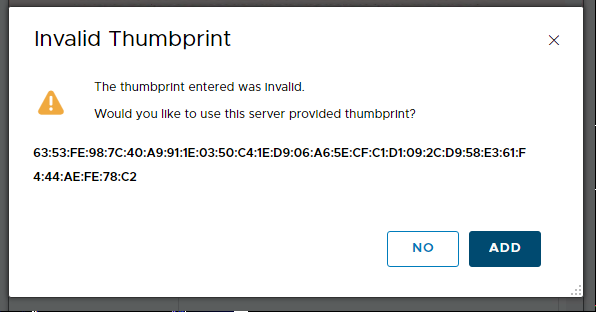 Invalid Thumbprint
The thumbprint entered was invalid.
Would you like to use this server provided thumbprint?
63:53:FE:98:7C:40:A9:91:1E:03:50:C4:1E:D9:06:A6:5E:CF:C1:D1:09:2C:D9:58:E3:61:F
4:44:AE:FE:78:C2
NO
ADD